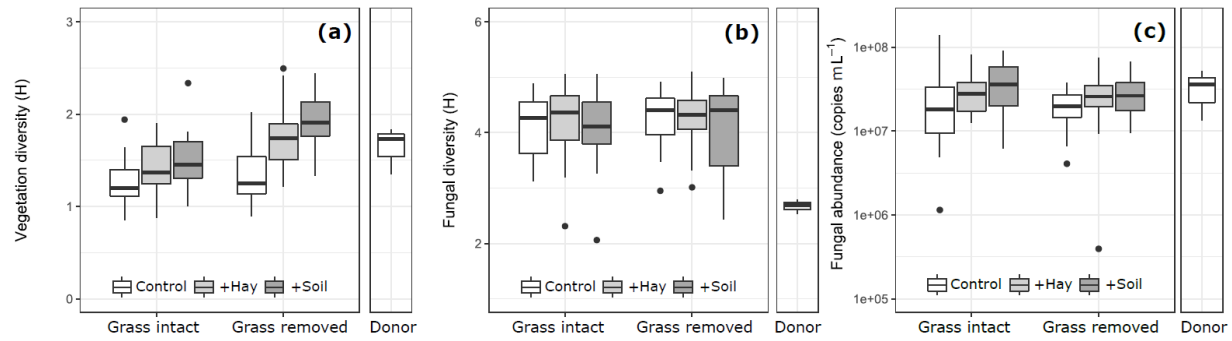 Vegetation diversity (H)
3
2
1
0
(a)
Control +Hay +Soil
Grass intact Grass removed Donor
Fungal diversity (H)
6
4
2
(b)
Control +Hay +Soil
Grass intact Grass removed Donor
Fungal abundance (copies mL⁻¹)
1e+08
1e+07
1e+06
1e+05
(c)
Control +Hay +Soil
Grass intact Grass removed Donor